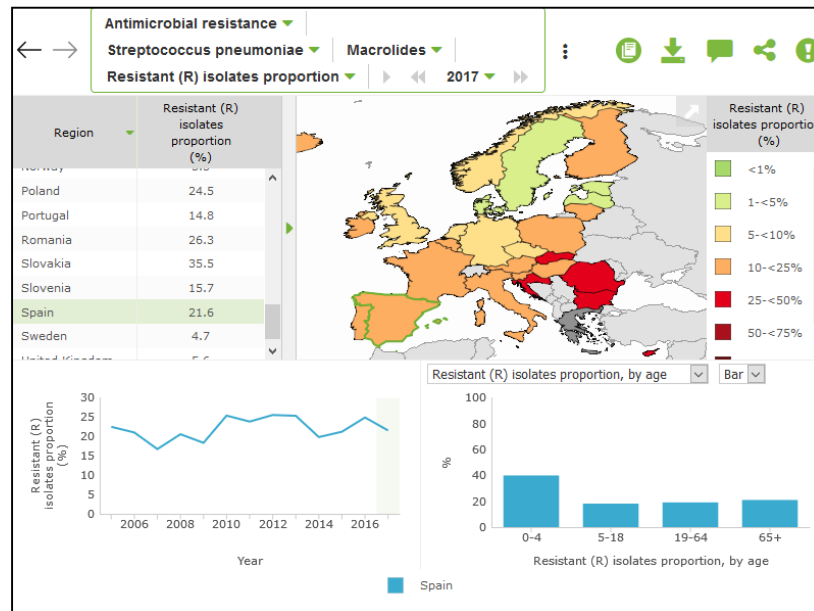 Antimicrobial resistance
Streptococcus pneumoniae Macrolides
Resistant (R) isolates proportion 2017
Region
Resistant (R)
isolates
proportion
(%)
Poland 24.5
Portugal 14.8
Romania 26.3
Slovakia 35.5
Slovenia 15.7
Spain 21.6
Sweden 4.7
Resistant (R)
isolates proportio
(%)
<1%
1-<5%
5-<10%
10-<25%
25-<50%
50-<75%
Resistant (R)
isolates proportion
(%)
30
25
20
15
10
5
0
2006 2008 2010 2012 2014 2016
Year
Resistant (R) isolates proportion, by age Bar
%
100
80
60
40
20
0
0-4 5-18 19-64 65+
Resistant (R) isolates proportion, by age
Spain